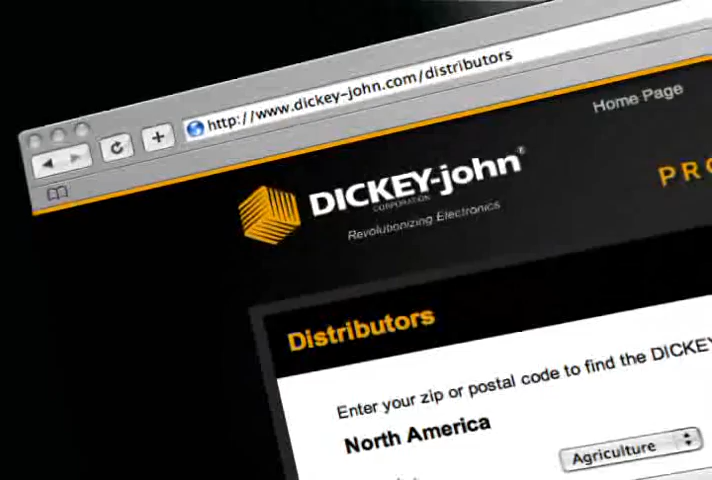 http://www.dickey-john.com/distributors
Home Page
DICKEY-john®
CORPORATION
Revolutionizing Electronics
PRO
Distributors
Enter your zip or postal code to find the DICKEY
North America
Agriculture